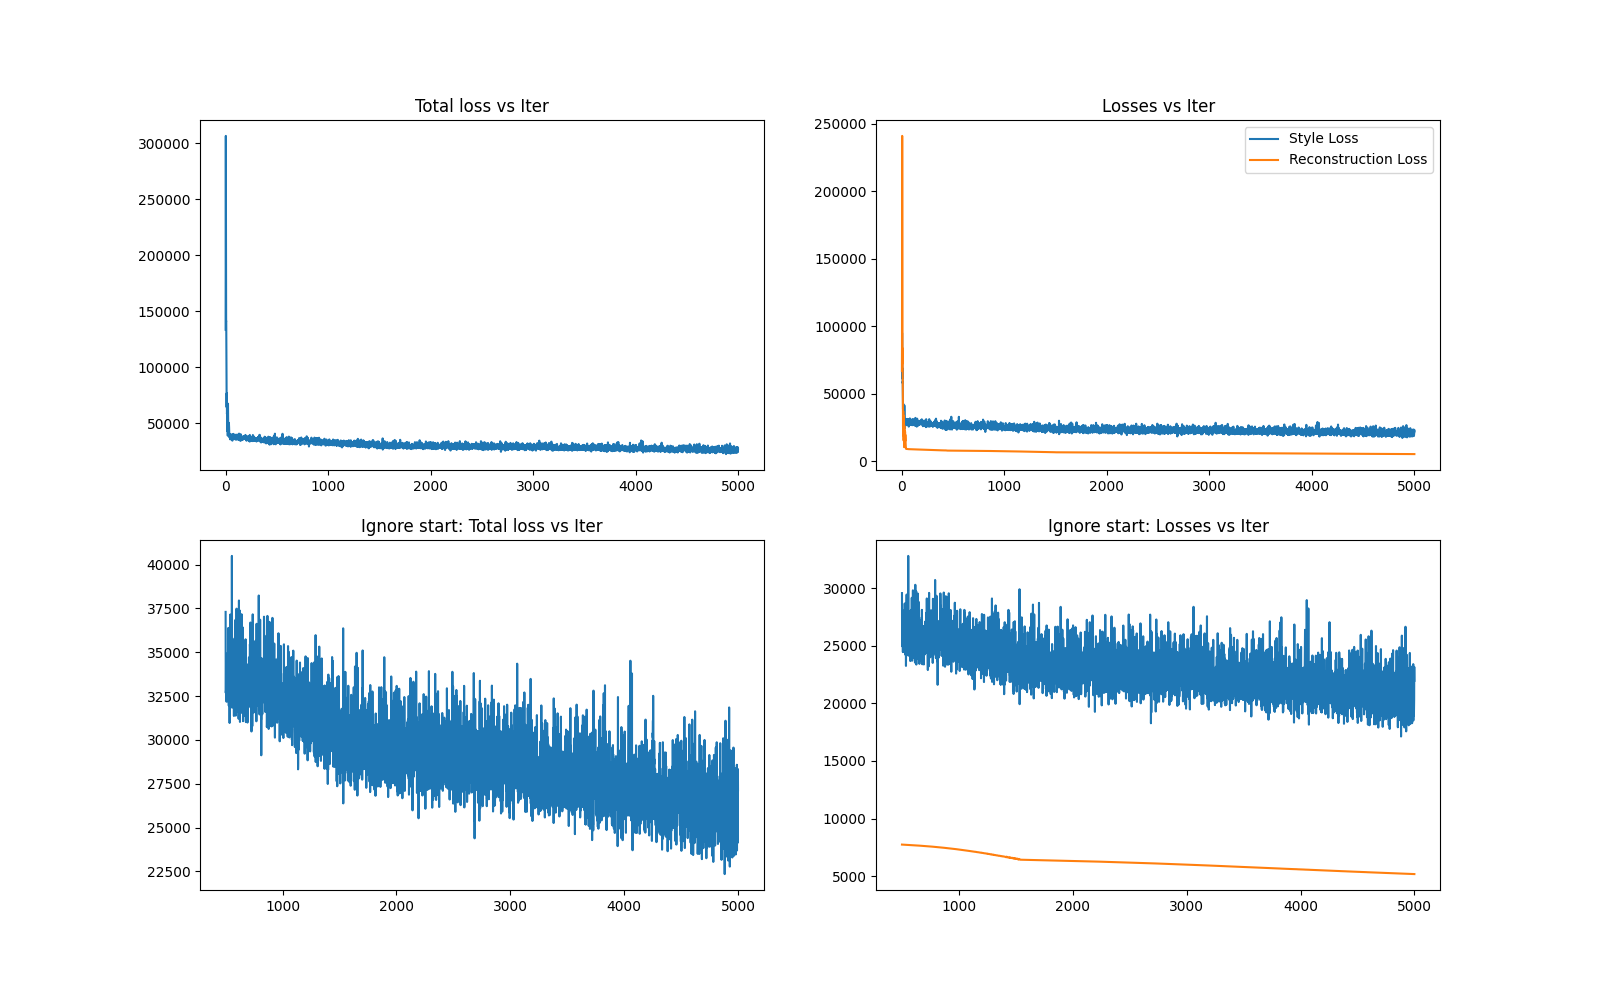 Total loss vs Iter
300000
250000
200000
150000
100000
50000
0 1000 2000 3000 4000 5000
Losses vs Iter
250000
200000
150000
100000
50000
0
Style Loss
Reconstruction Loss
0 1000 2000 3000 4000 5000
Ignore start: Total loss vs Iter
40000
37500
35000
32500
30000
27500
25000
22500
1000 2000 3000 4000 5000
Ignore start: Losses vs Iter
30000
25000
20000
15000
10000
5000
1000 2000 3000 4000 5000